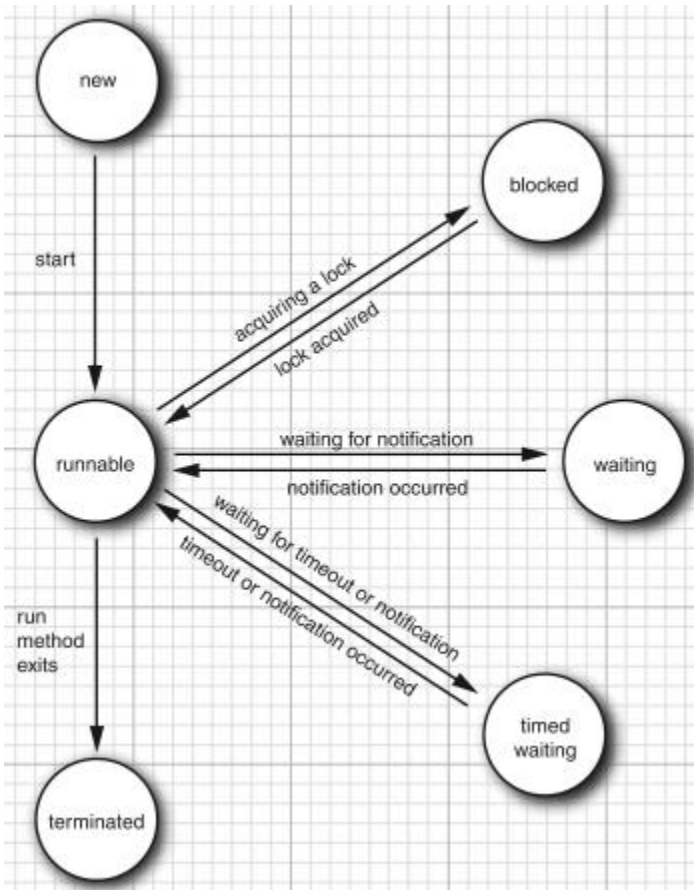 new
blocked
start
acquiring a lock
lock acquired
runnable
waiting for notification
notification occurred
waiting
waiting for timeout or notification
timeout or notification occurred
run
method
exits
timed
waiting
terminated